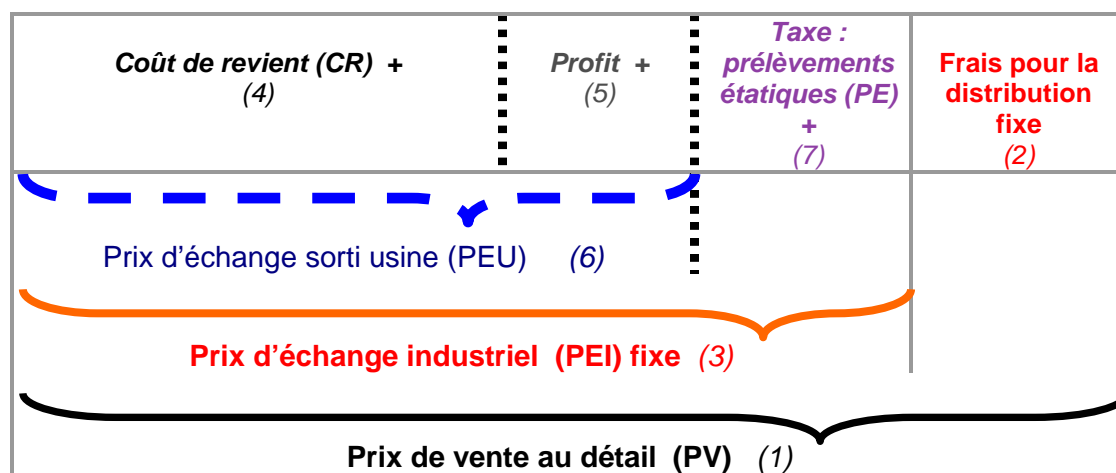 Coût de revient (CR) +
(4)
Profit +
(5)
Taxe :
prélèvements
étatiques (PE)
+
(7)
Frais pour la
distribution
fixe
(2)
Prix d’échange sorti usine (PEU) (6)
Prix d’échange industriel (PEI) fixe (3)
Prix de vente au détail (PV) (1)